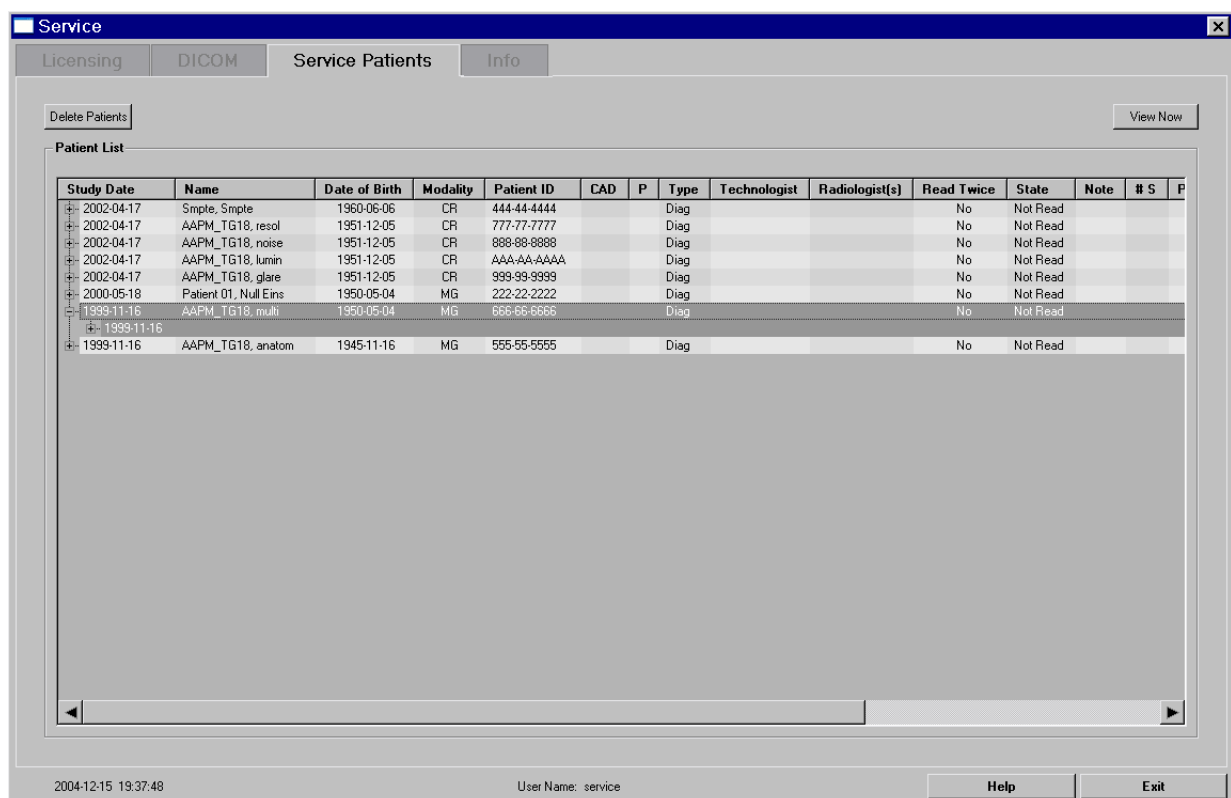 Service
Licensing DICOM Service Patients Info
Delete Patients View Now
Patient List
Study Date Name Date of Birth Modality Patient ID CAD P Type Technologist Radiologist(s) Read Twice State Note # S P
2002-04-17 Smpte, Smpte 1960-06-06 CR 444-44-4444 Diag No Not Read
2002-04-17 AAPM_TG18, resol 1951-12-05 CR 777-77-7777 Diag No Not Read
2002-04-17 AAPM_TG18, noise 1951-12-05 CR 888-88-8888 Diag No Not Read
2002-04-17 AAPM_TG18, lumin 1951-12-05 CR AAA-AA-AAAA Diag No Not Read
2002-04-17 AAPM_TG18, glare 1951-12-05 CR 999-99-9999 Diag No Not Read
2000-05-18 Patient 01, Null Eins 1950-05-04 MG 222-22-2222 Diag No Not Read
1999-11-16 AAPM_TG18, multi 1950-05-04 MG 666-66-6666 Diag No Not Read
1999-11-16
1999-11-16 AAPM_TG18, anatom 1945-11-16 MG 555-55-5555 Diag No Not Read
2004-12-15 19:37:48 User Name: service Help Exit